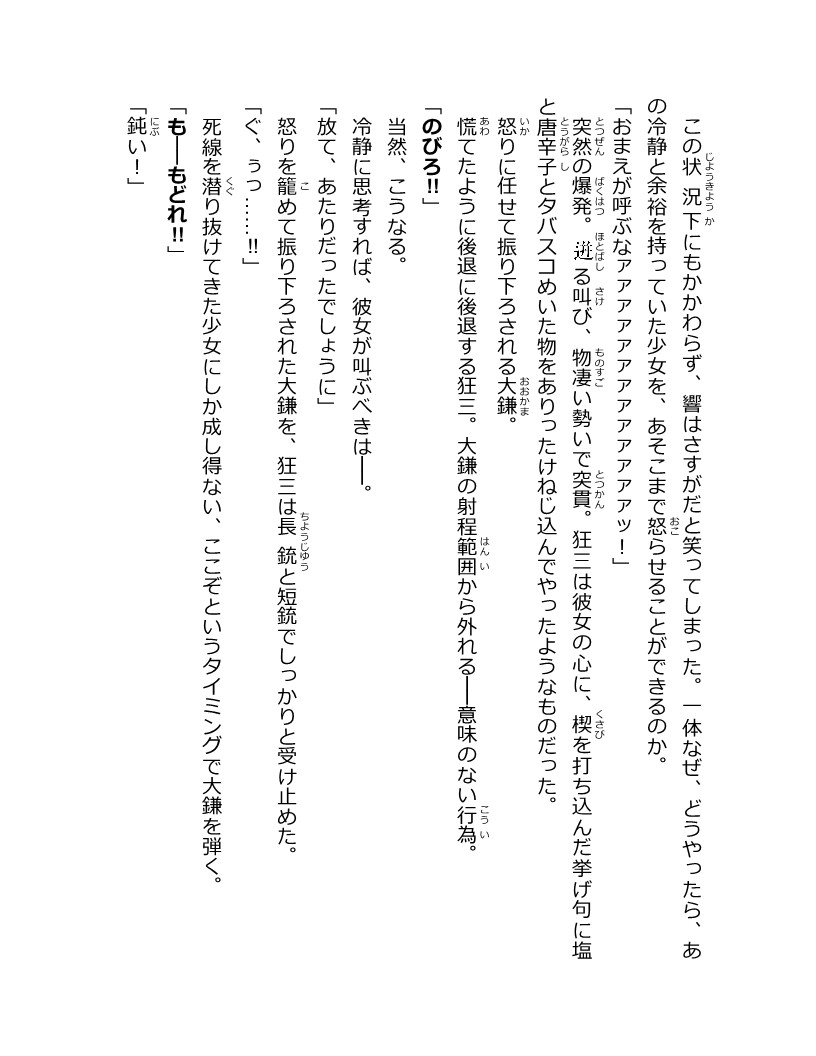 この状況下にもかかわらず、響はさすがだと笑ってしまった。一体なぜ、どうやったら、あ
の冷静と余裕を持っていた少女を、あそこまで怒らせることができるのか。
「おまえが呼ぶなァァァァァァァァァァァァァッ！」
突然の爆発。迸る叫び、物凄い勢いで突貫。狂三は彼女の心に、楔を打ち込んだ挙げ句に塩
と唐辛子とタバスコめいた物をありったけねじ込んでやったようなものだった。
怒りに任せて振り下ろされる大鎌。
慌てたように後退に後退する狂三。大鎌の射程範囲から外れる――意味のない行為。
「のびろ!!」
当然、こうなる。
冷静に思考すれば、彼女が叫ぶべきは――。
「放て、あたりだったでしょうに」
怒りを籠めて振り下ろされた大鎌を、狂三は長銃と短銃でしっかりと受け止めた。
「ぐ、ぅっ……!!」
死線を潜り抜けてきた少女にしか成し得ない、ここぞというタイミングで大鎌を弾く。
「も――もどれ!!」
「鈍い！」